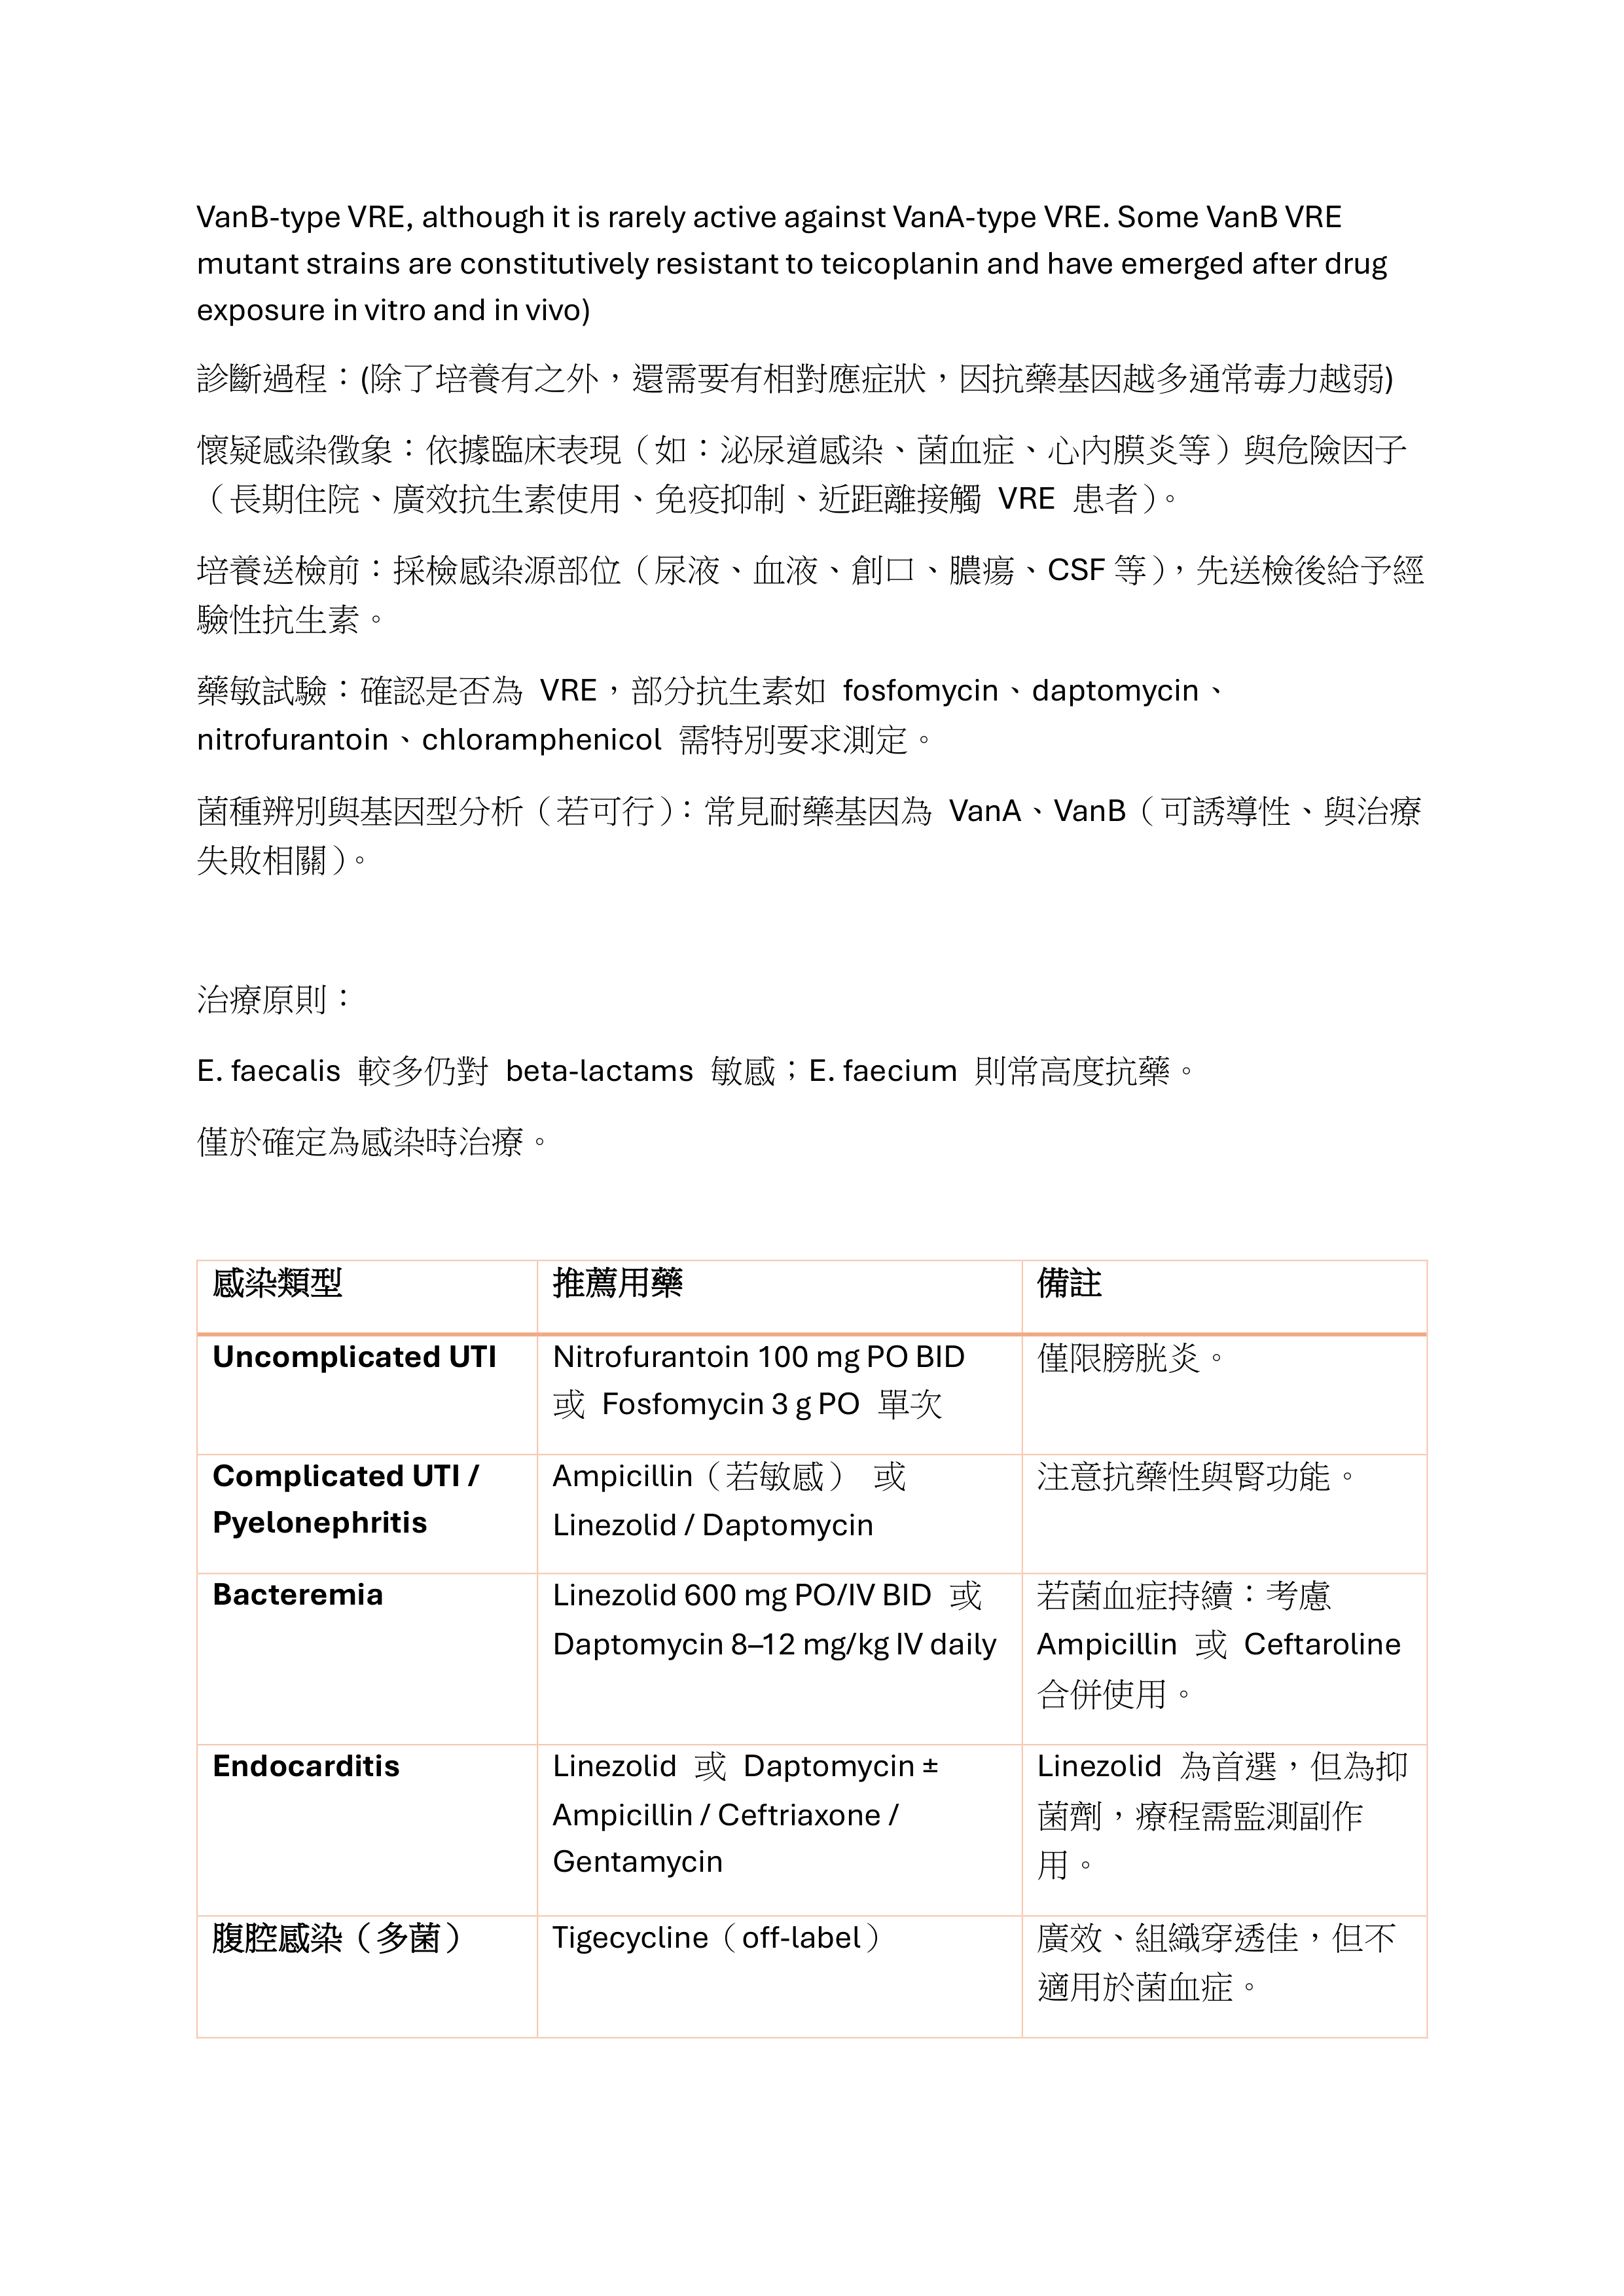 VanB-type VRE, although it is rarely active against VanA-type VRE. Some VanB VRE
mutant strains are constitutively resistant to teicoplanin and have emerged after drug
exposure in vitro and in vivo)
診斷過程：(除了培養有之外，還需要有相對應症狀，因抗藥基因越多通常毒力越弱)
懷疑感染徵象：依據臨床表現（如：泌尿道感染、菌血症、心內膜炎等）與危險因子
（長期住院、廣效抗生素使用、免疫抑制、近距離接觸 VRE 患者）。
培養送檢前：採檢感染源部位（尿液、血液、創口、膿瘍、CSF 等），先送檢後給予經
驗性抗生素。
藥敏試驗：確認是否為 VRE，部分抗生素如 fosfomycin、daptomycin、
nitrofurantoin、chloramphenicol 需特別要求測定。
菌種辨別與基因型分析（若可行）：常見耐藥基因為 VanA、VanB（可誘導性、與治療
失敗相關）。
治療原則：
E. faecalis 較多仍對 beta-lactams 敏感；E. faecium 則常高度抗藥。
僅於確定為感染時治療。
感染類型 推薦用藥 備註
Uncomplicated UTI Nitrofurantoin 100 mg PO BID 僅限膀胱炎。
或 Fosfomycin 3 g PO 單次
Complicated UTI / Ampicillin（若敏感） 或 注意抗藥性與腎功能。
Pyelonephritis Linezolid / Daptomycin
Bacteremia Linezolid 600 mg PO/IV BID 或 若菌血症持續：考慮
Daptomycin 8–12 mg/kg IV daily Ampicillin 或 Ceftaroline
合併使用。
Endocarditis Linezolid 或 Daptomycin ± Linezolid 為首選，但為抑
Ampicillin / Ceftriaxone / 菌劑，療程需監測副作
Gentamycin 用。
腹腔感染（多菌） Tigecycline（off-label） 廣效、組織穿透佳，但不
適用於菌血症。